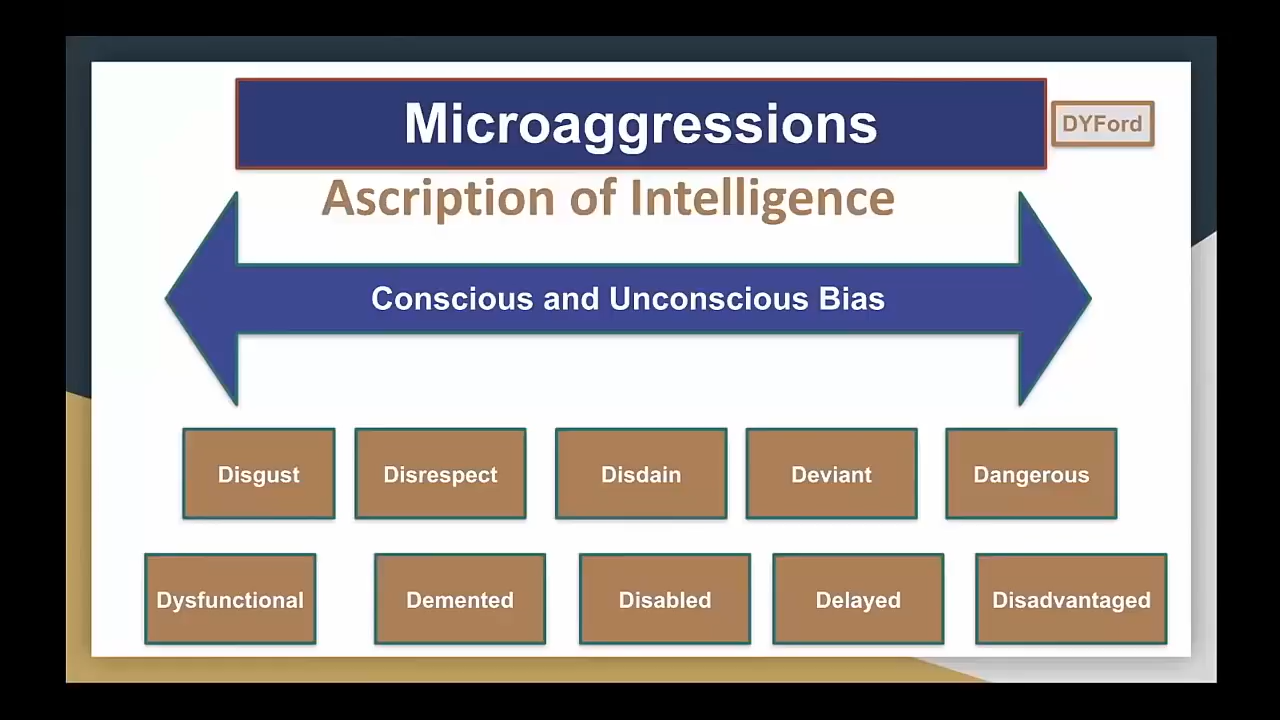 Microaggressions
DYFord
Ascription of Intelligence
Conscious and Unconscious Bias
Disgust
Disrespect
Disdain
Deviant
Dangerous
Dysfunctional
Demented
Disabled
Delayed
Disadvantaged